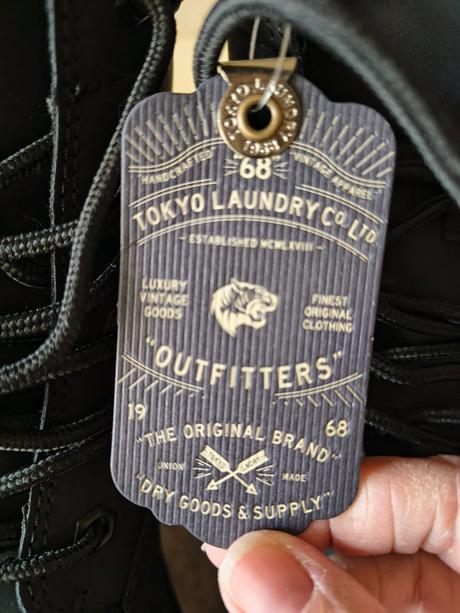 TOKYO LAUNDRY
1968
HANDCRAFTED "68" VINTAGE APPAREL
TOKYO LAUNDRY CO. LTD.
- ESTABLISHED MCMLXVIII -
LUXURY
VINTAGE
GOODS
FINEST
ORIGINAL
CLOTHING
"OUTFITTERS"
19 68
"THE ORIGINAL BRAND"
UNION MADE
"DRY GOODS & SUPPLY"